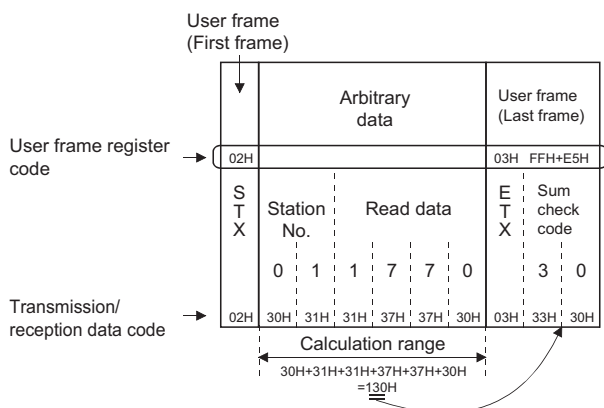 User frame
(First frame)
Arbitrary
data
User frame
(Last frame)
User frame register
code
02H
03H FFH+E5H
S
T
X
Station
No.
Read data
E
T
X
Sum
check
code
0 1 1 7 7 0 3 0
Transmission/
reception data code
02H 30H 31H 31H 37H 37H 30H 03H 33H 30H
Calculation range
30H+31H+31H+37H+37H+30H
=130H